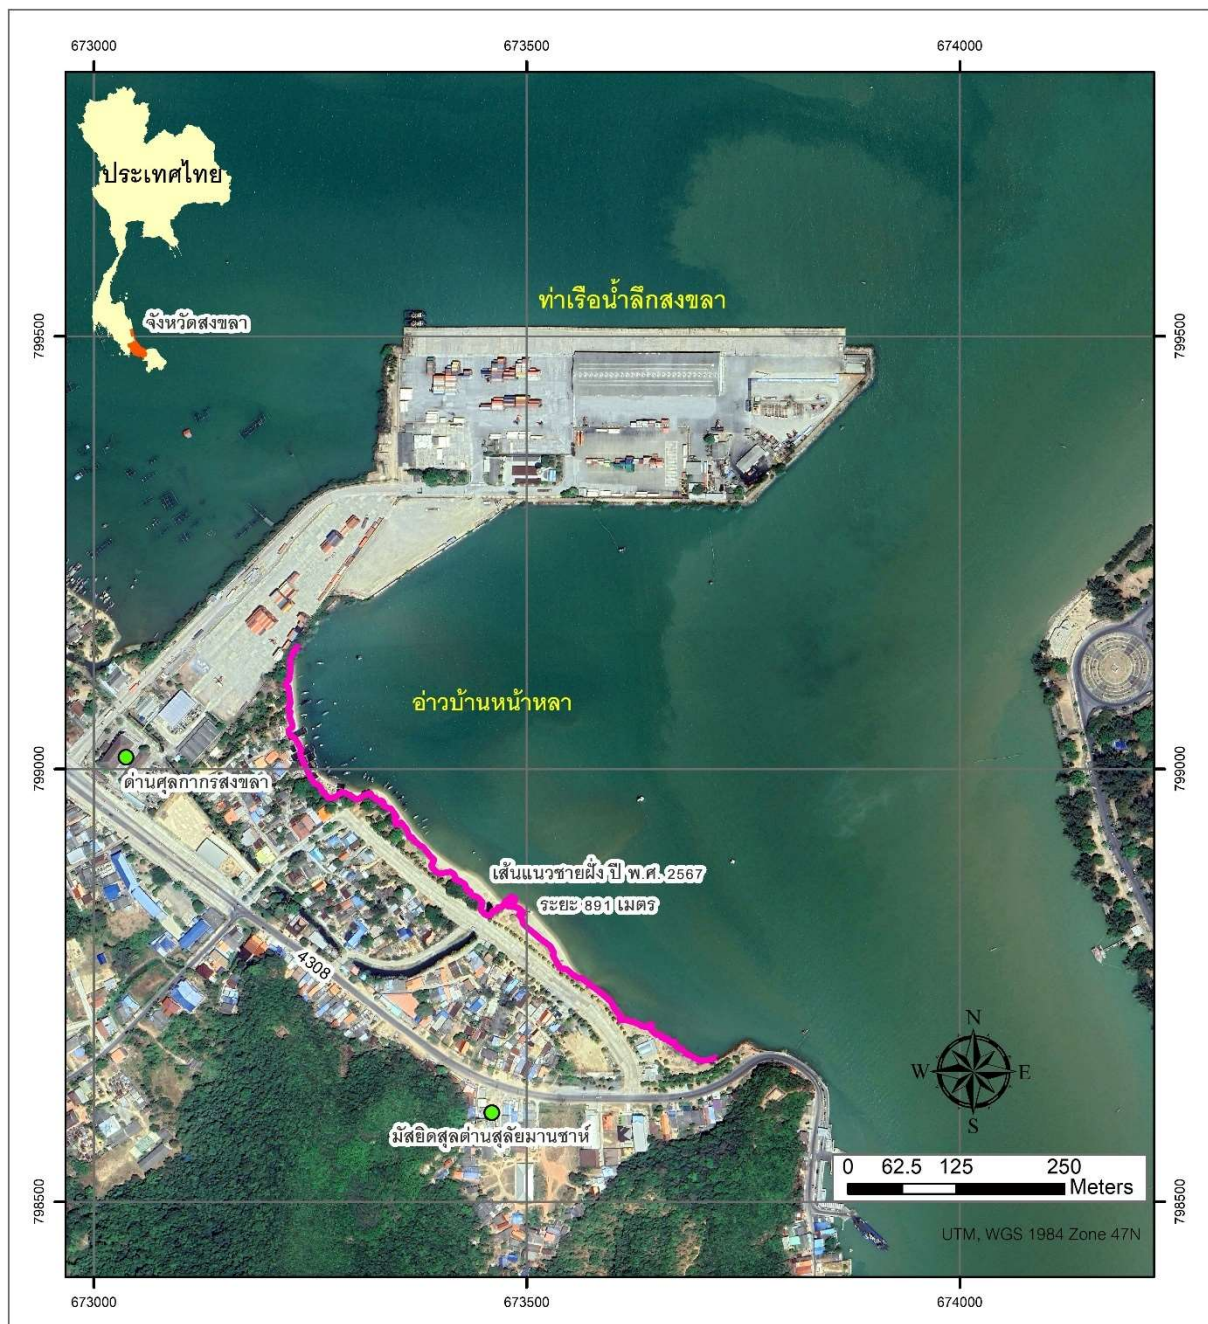 673000
673500
674000
ประเทศไทย
จังหวัดสงขลา
ท่าเรือน้ำลึกสงขลา
799500
799500
อ่าวบ้านหน้าหลา
799000
799000
ด่านศุลกากรสงขลา
เส้นแนวชายฝั่ง ปี พ.ศ. 2567
ระยะ 891 เมตร
4308
N
W
E
S
มัสยิดสุลต่านสุลัยมานชาห์
0 62.5 125 250
Meters
798500
798500
UTM, WGS 1984 Zone 47N
673000
673500
674000